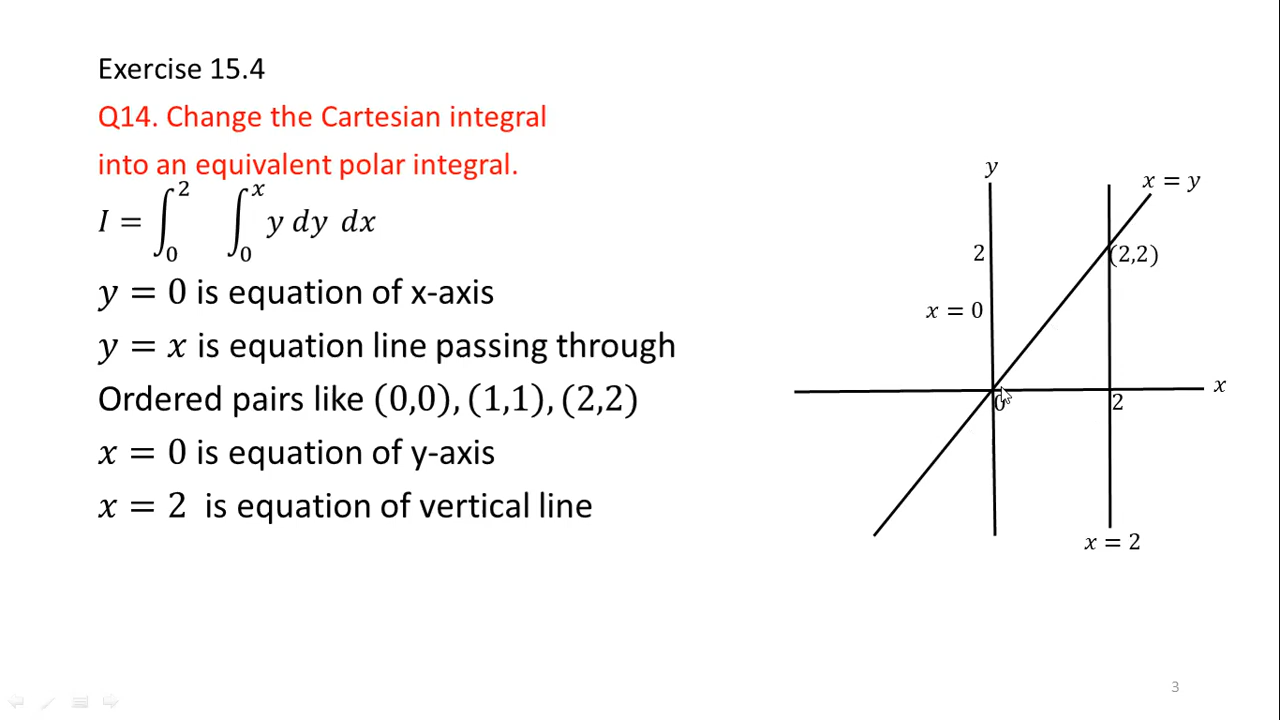 Exercise 15.4
Q14. Change the Cartesian integral
into an equivalent polar integral.
I = ∫₀² ∫₀ˣ y dy dx
y = 0 is equation of x-axis
y = x is equation line passing through
Ordered pairs like (0,0), (1,1), (2,2)
x = 0 is equation of y-axis
x = 2 is equation of vertical line
y
x = y
2
(2,2)
x = 0
x
0
2
x = 2
3